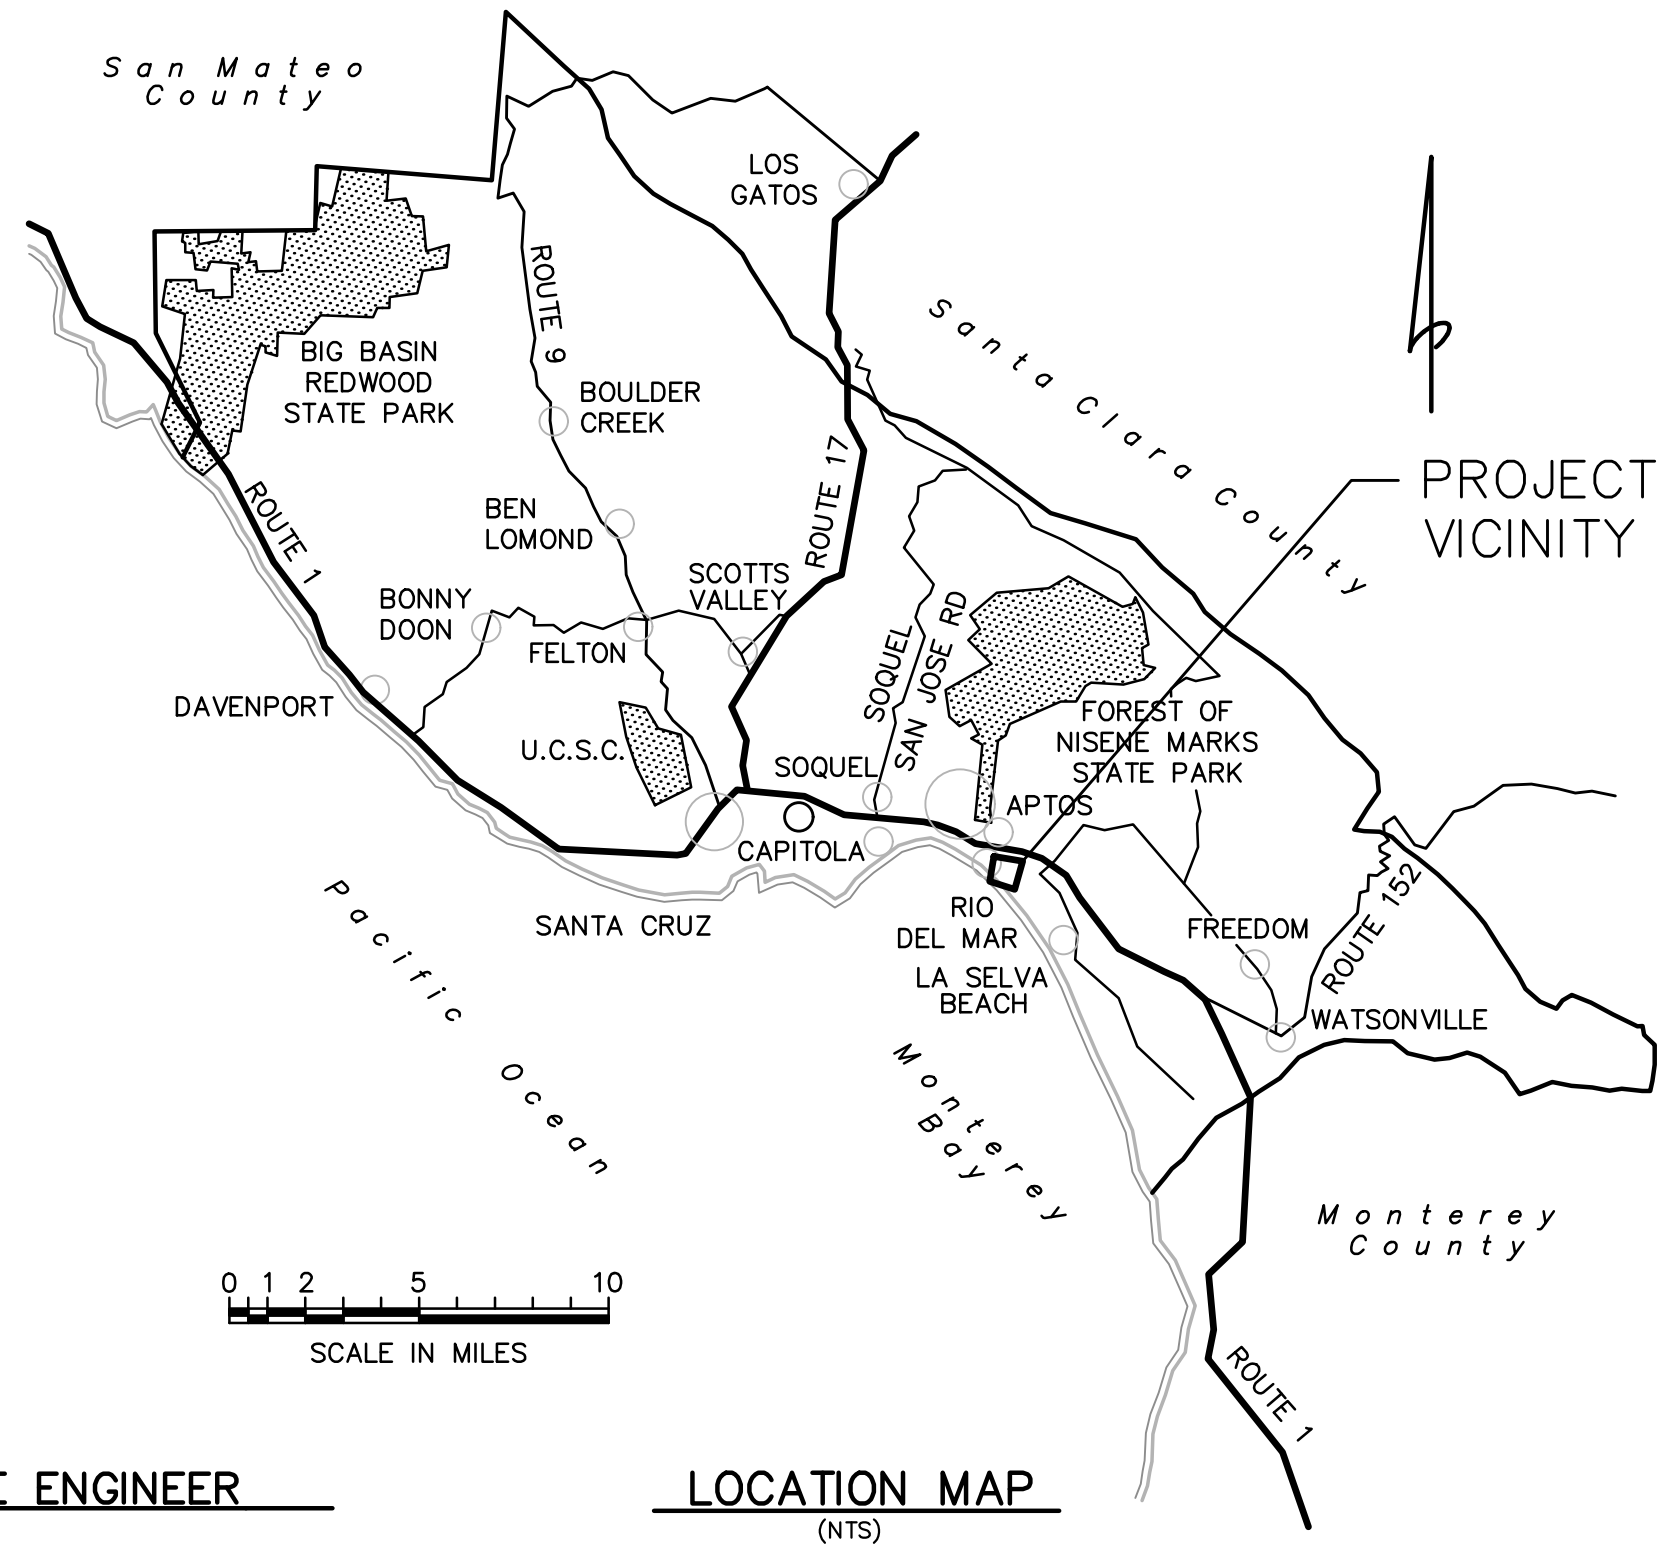 San Mateo
County
LOS
GATOS
ROUTE 9
Santa Clara County
BIG BASIN
REDWOOD
STATE PARK
BOULDER
CREEK
ROUTE 17
PROJECT
VICINITY
ROUTE 1
BEN
LOMOND
SCOTTS
VALLEY
BONNY
DOON
FELTON
SOQUEL
SAN JOSE RD
DAVENPORT
FOREST OF
NISENE MARKS
STATE PARK
U.C.S.C.
SOQUEL
APTOS
CAPITOLA
ROUTE 152
Pacific Ocean
SANTA CRUZ
RIO
DEL MAR
FREEDOM
LA SELVA
BEACH
WATSONVILLE
Monterey
Bay
Monterey
County
0 1 2 5 10
SCALE IN MILES
ROUTE 1
E ENGINEER
LOCATION MAP
(NTS)